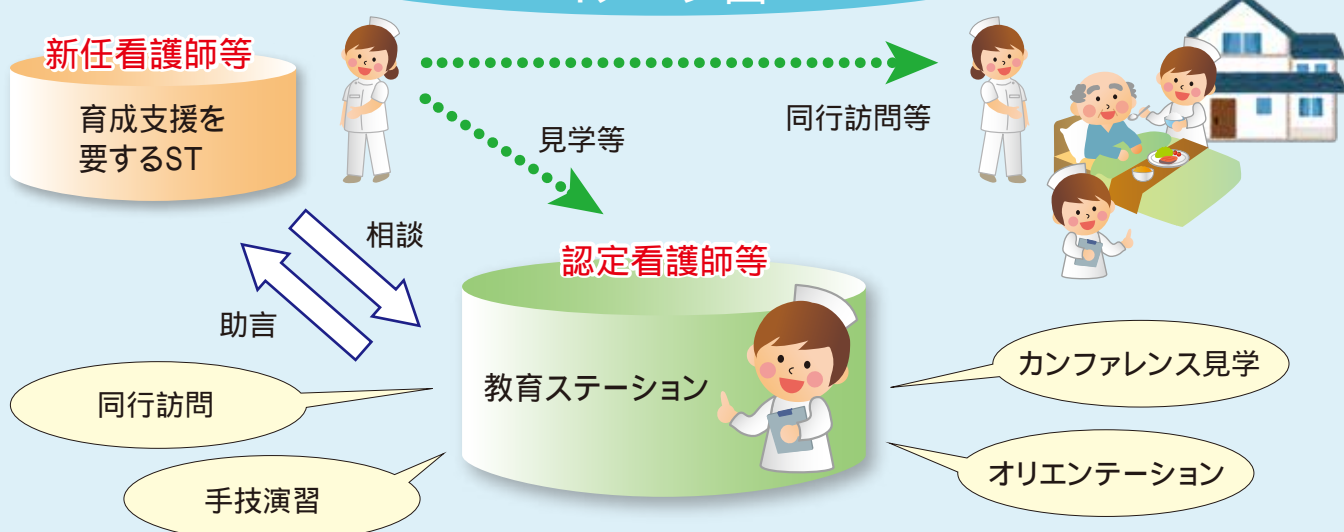 新任看護師等
育成支援を
要するST
同行訪問等
見学等
相談
助言
認定看護師等
教育ステーション
同行訪問
手技演習
カンファレンス見学
オリエンテーション